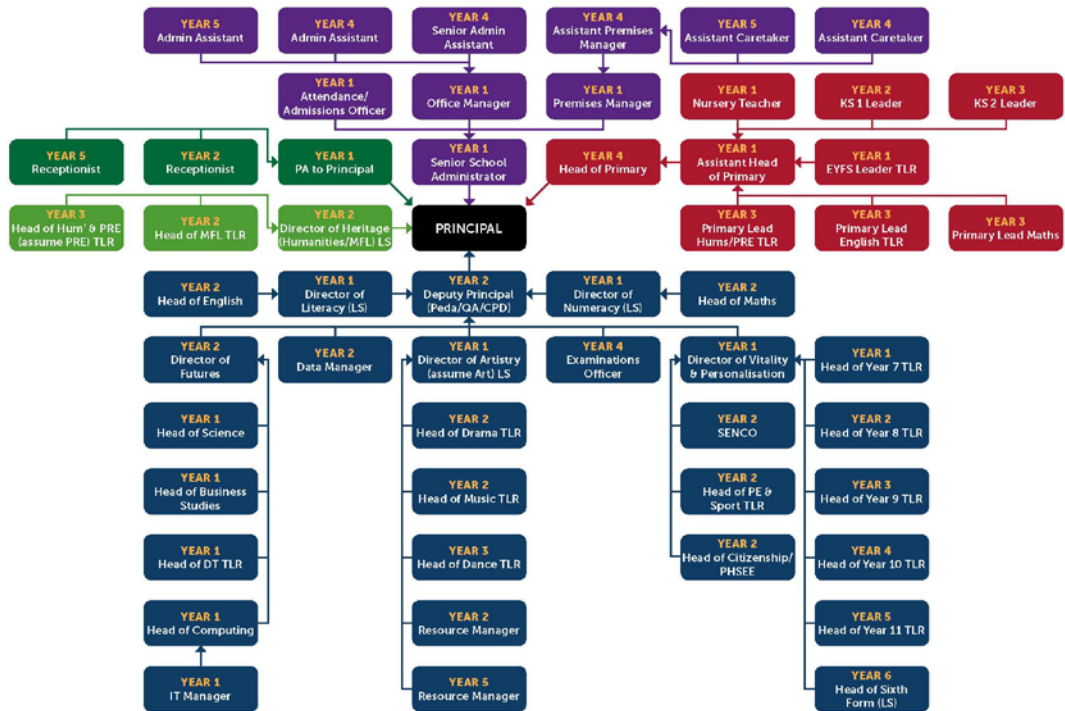 YEAR 5
Admin Assistant
YEAR 4
Admin Assistant
YEAR 4
Senior Admin
Assistant
YEAR 4
Assistant Premises
Manager
YEAR 5
Assistant Caretaker
YEAR 4
Assistant Caretaker
YEAR 1
Attendance/
Admissions Officer
YEAR 1
Office Manager
YEAR 1
Premises Manager
YEAR 1
Nursery Teacher
YEAR 2
KS 1 Leader
YEAR 3
KS 2 Leader
YEAR 5
Receptionist
YEAR 2
Receptionist
YEAR 1
PA to Principal
YEAR 1
Senior School
Administrator
YEAR 4
Head of Primary
YEAR 1
Assistant Head
of Primary
YEAR 1
EYFS Leader TLR
YEAR 3
Head of Hum' & PRE
(assume PRE) TLR
YEAR 2
Head of MFL TLR
YEAR 2
Director of Heritage
(Humanities/MFL) LS
PRINCIPAL
YEAR 3
Primary Lead
Hums/PRE TLR
YEAR 3
Primary Lead
English TLR
YEAR 3
Primary Lead Maths
YEAR 2
Head of English
YEAR 1
Director of
Literacy (LS)
YEAR 2
Deputy Principal
(Peda/QA/CPD)
YEAR 1
Director of
Numeracy (LS)
YEAR 2
Head of Maths
YEAR 2
Director of
Futures
YEAR 2
Data Manager
YEAR 1
Director of Artistry
(assume Art) LS
YEAR 4
Examinations
Officer
YEAR 1
Director of Vitality
& Personalisation
YEAR 1
Head of Year 7 TLR
YEAR 1
Head of Science
YEAR 2
Head of Drama TLR
YEAR 2
SENCO
YEAR 2
Head of Year 8 TLR
YEAR 1
Head of Business
Studies
YEAR 2
Head of Music TLR
YEAR 2
Head of PE &
Sport TLR
YEAR 3
Head of Year 9 TLR
YEAR 1
Head of DT TLR
YEAR 3
Head of Dance TLR
YEAR 2
Head of Citizenship/
PHSEE
YEAR 4
Head of Year 10 TLR
YEAR 1
Head of Computing
YEAR 2
Resource Manager
YEAR 5
Head of Year 11 TLR
YEAR 1
IT Manager
YEAR 5
Resource Manager
YEAR 6
Head of Sixth
Form (LS)